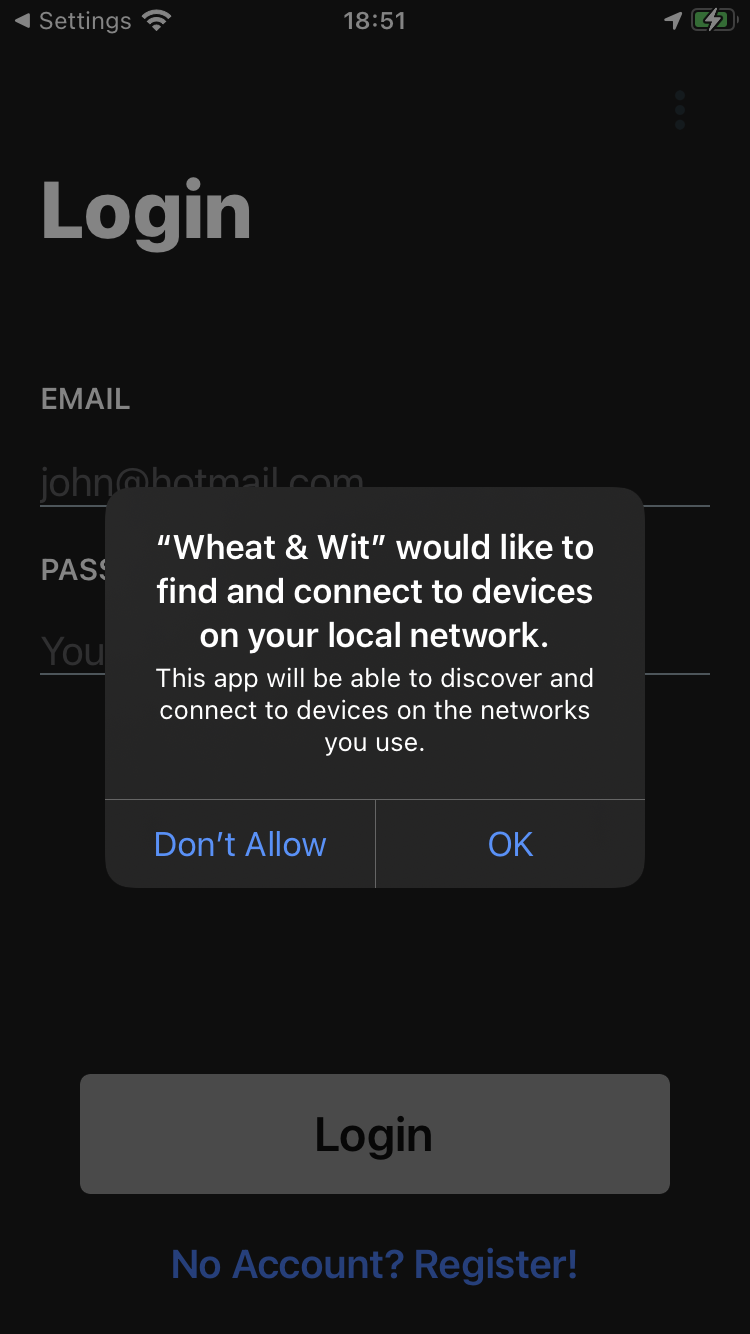 Settings
18:51
Login
EMAIL
john@hotmail.com
“Wheat & Wit” would like to
find and connect to devices
on your local network.
This app will be able to discover and
connect to devices on the networks
you use.
PASS
You
Don’t Allow
OK
Login
No Account? Register!